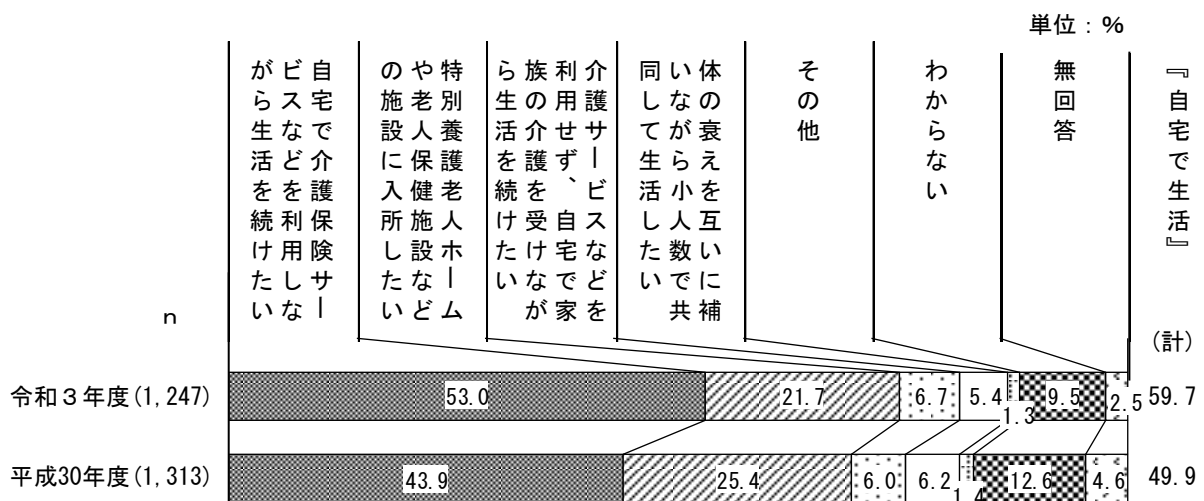 単位：%
自宅で介護保険サー
ビスなどを利用しな
がら生活を続けたい
特別養護老人ホーム
や老人保健施設など
の施設に入所したい
介護サービスなどを
利用せず、自宅で家
族の介護を受けなが
ら生活を続けたい
体の衰えを互いに補
いながら小人数で共
同して生活したい
その他
わからない
無回答
『自宅で生活』
(計)
n
令和３年度(1,247)
53.0
21.7
6.7
5.4
1.3
9.5
2.5
59.7
平成30年度(1,313)
43.9
25.4
6.0
6.2
1.4
12.6
4.6
49.9